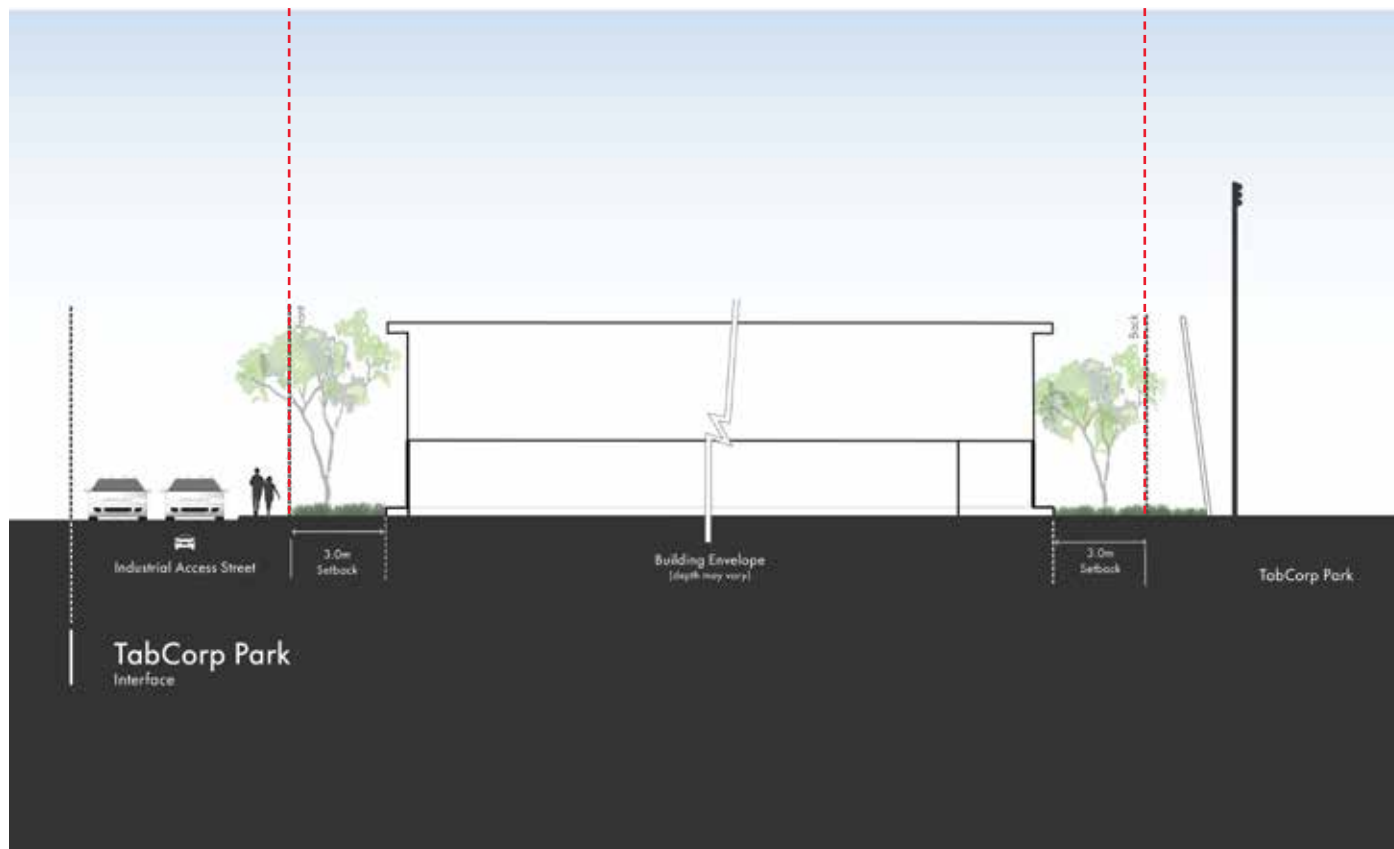 Front
Back
3.0m
Setback
Industrial Access Street
Building Envelope
(depth may vary)
3.0m
Setback
TabCorp Park
TabCorp Park
Interface